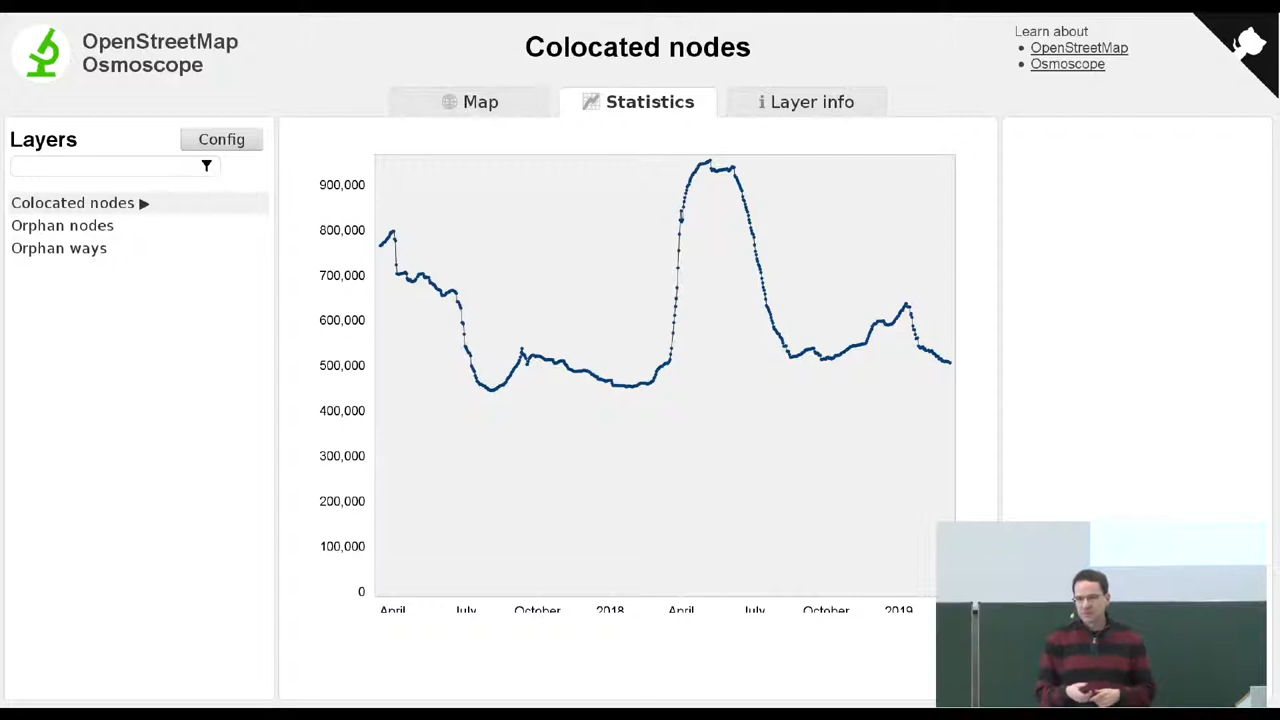 OpenStreetMap
Osmoscope
Colocated nodes
Learn about
OpenStreetMap
Osmoscope
Map
Statistics
Layer info
Layers
Config
Colocated nodes
Orphan nodes
Orphan ways
900,000
800,000
700,000
600,000
500,000
400,000
300,000
200,000
100,000
0
April July October 2018 April July October 2019